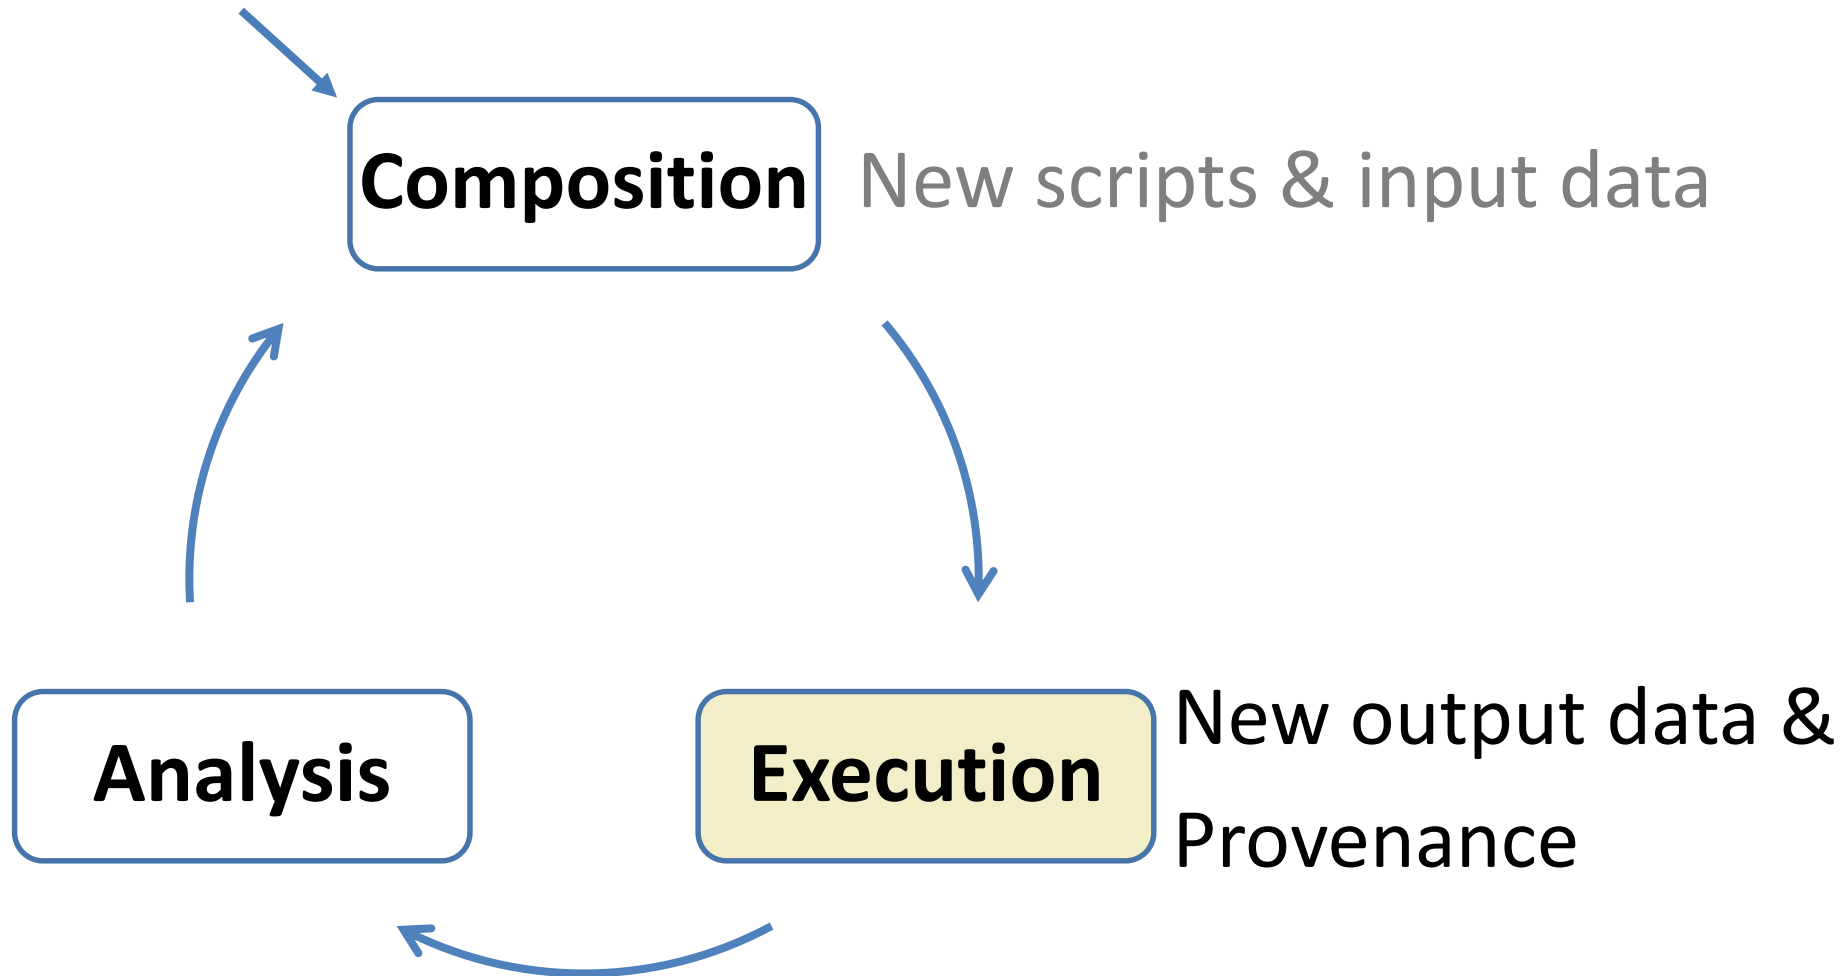 Composition
New scripts & input data
Analysis
Execution
New output data &
Provenance